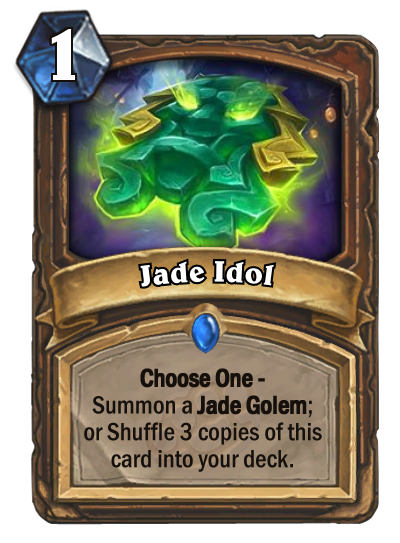 1
Jade Idol
Choose One -
Summon a Jade Golem;
or Shuffle 3 copies of this
card into your deck.